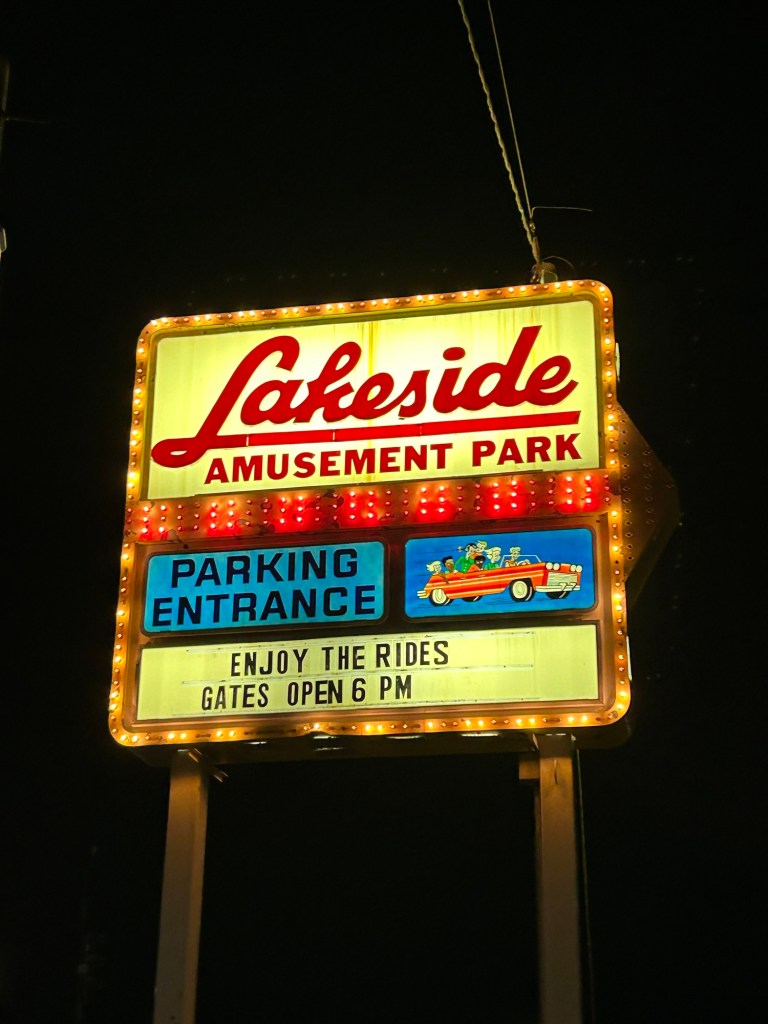 Lakeside
AMUSEMENT PARK
PARKING
ENTRANCE
ENJOY THE RIDES
GATES OPEN 6 PM